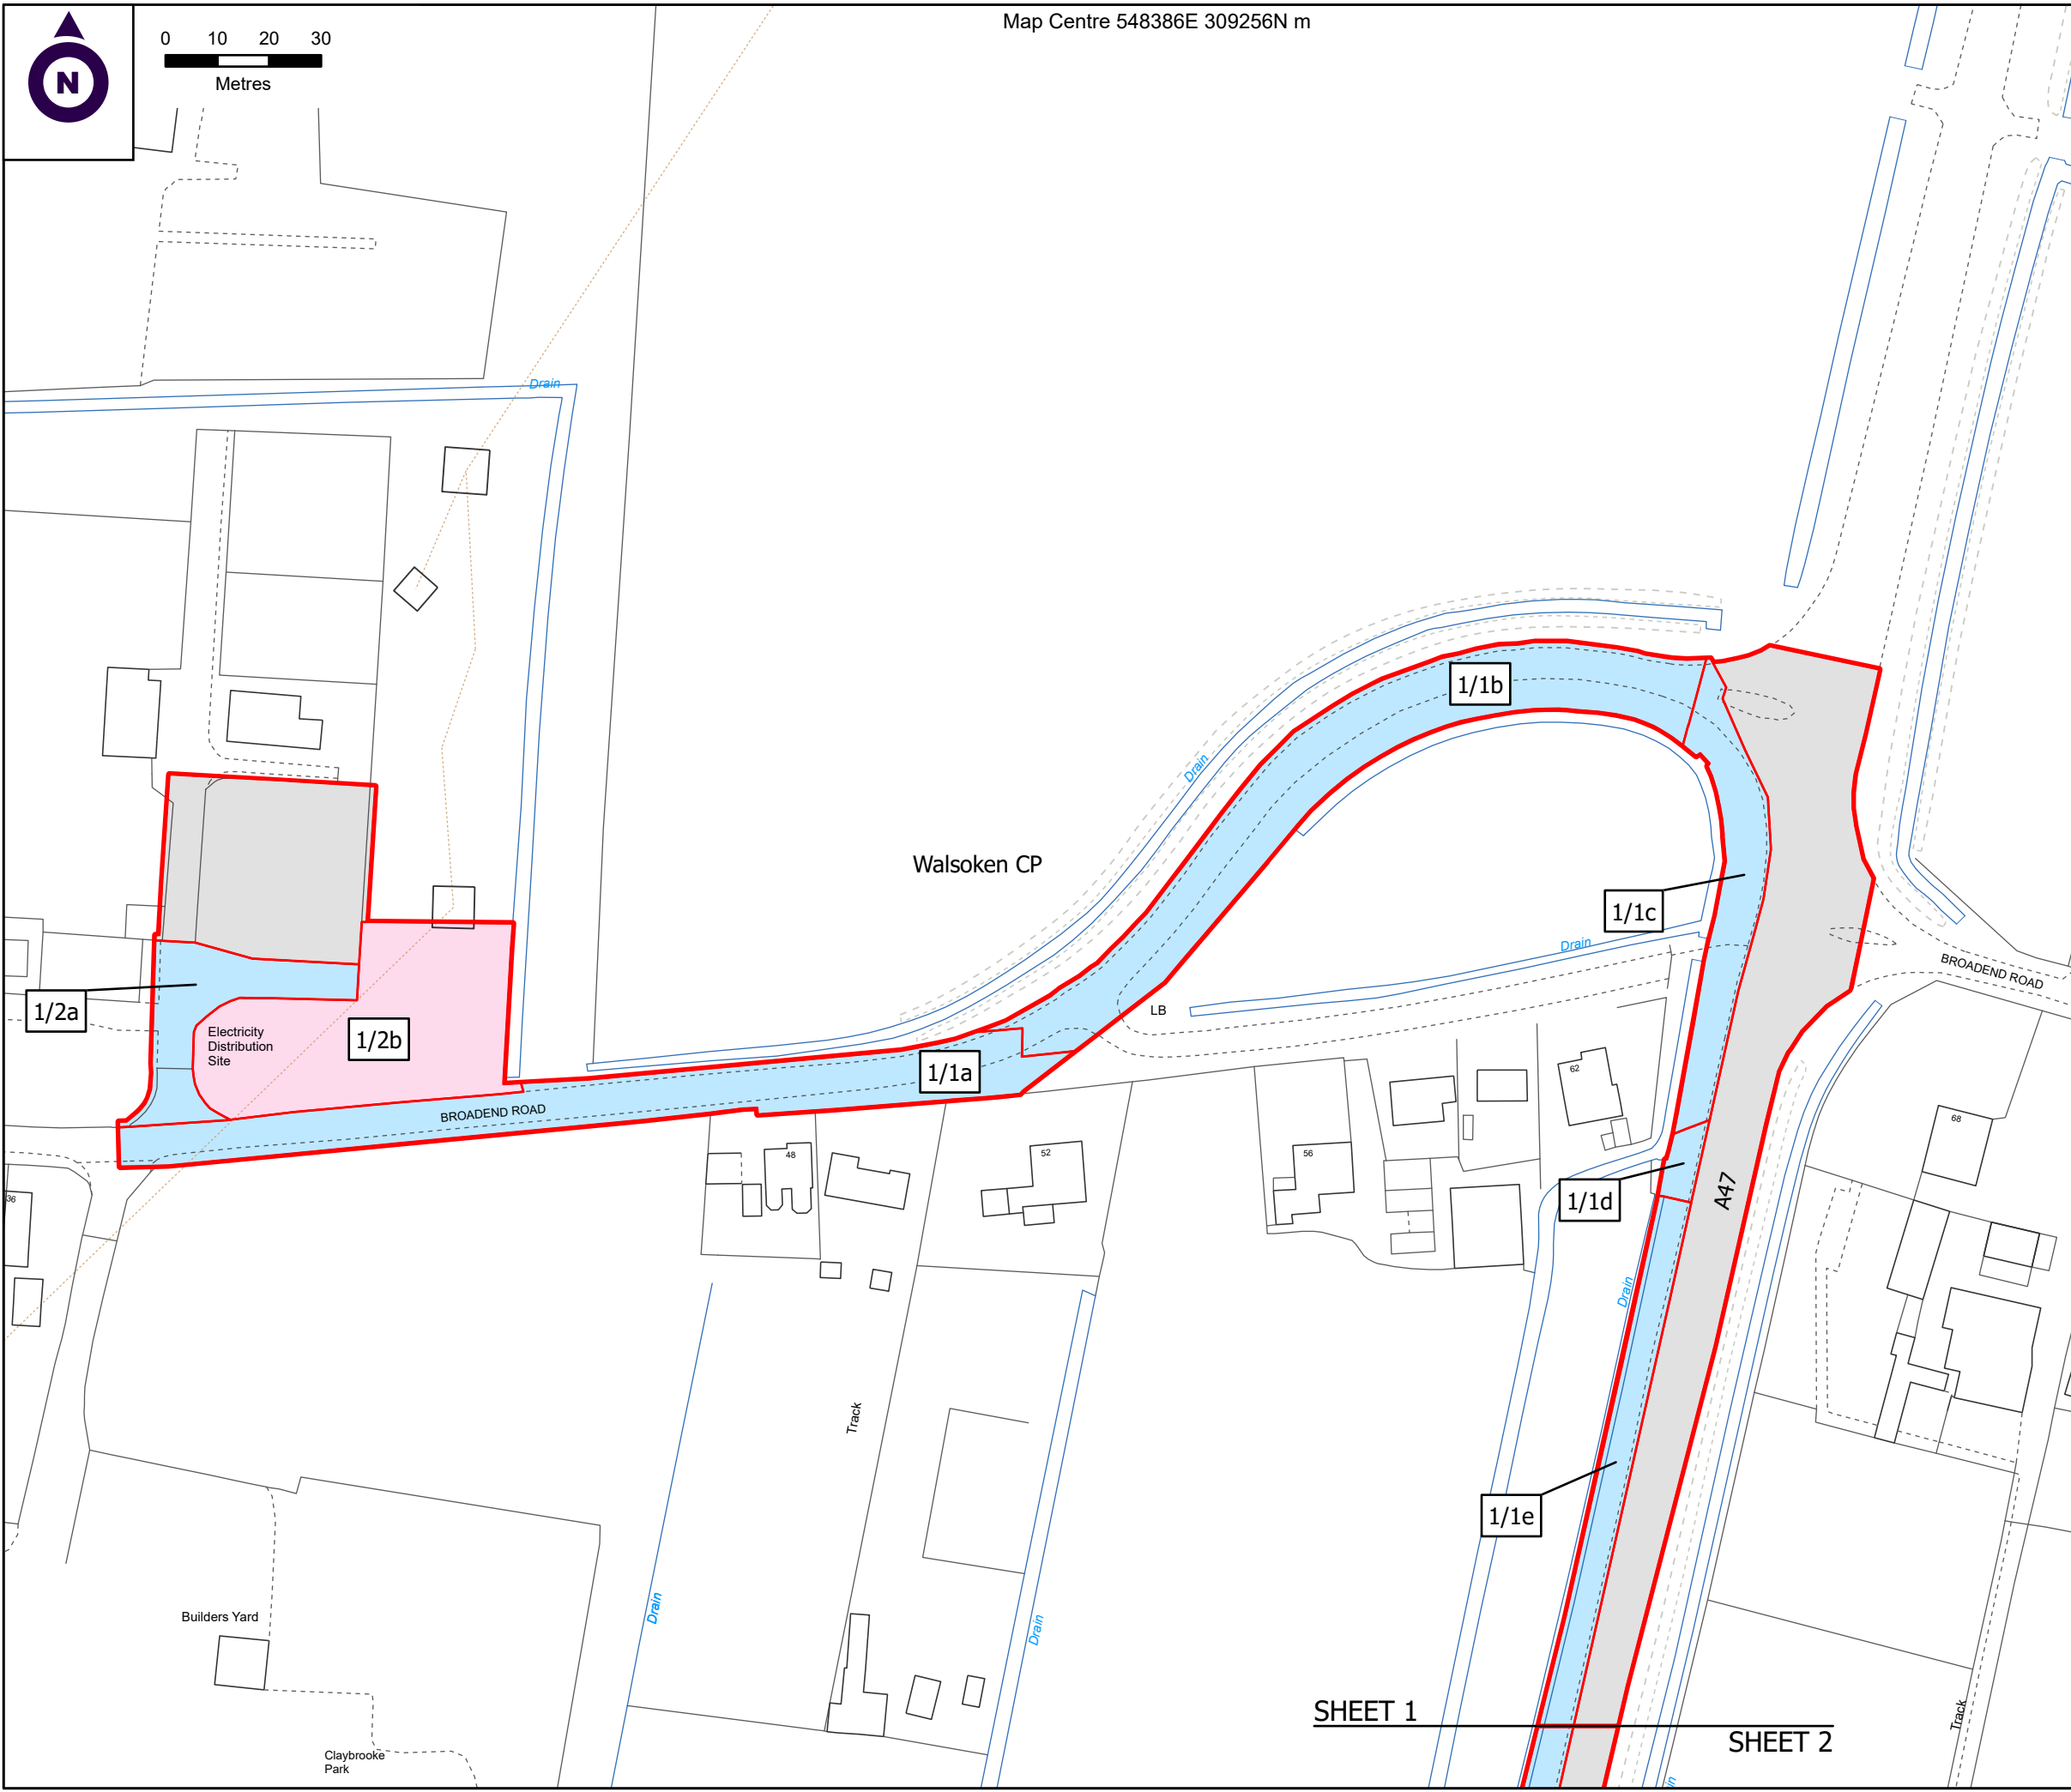 Map Centre 548386E 309256N m
N
0 10 20 30
Metres
Drain
1/1b
Drain
Walsoken CP
1/1c
Drain
BROADEND ROAD
1/2a
LB
Electricity
Distribution
Site
1/2b
1/1a
BROADEND ROAD
62
68
48
52
56
36
1/1d
A47
Drain
Track
1/1e
Drain
Drain
Builders Yard
SHEET 1
SHEET 2
Track
Claybrooke
Park